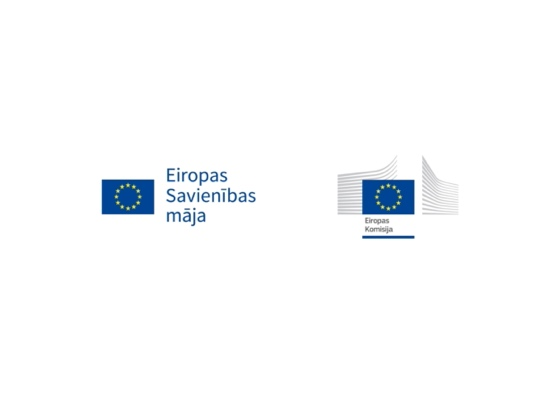 Eiropas
Savienības
māja
Eiropas
Komisija